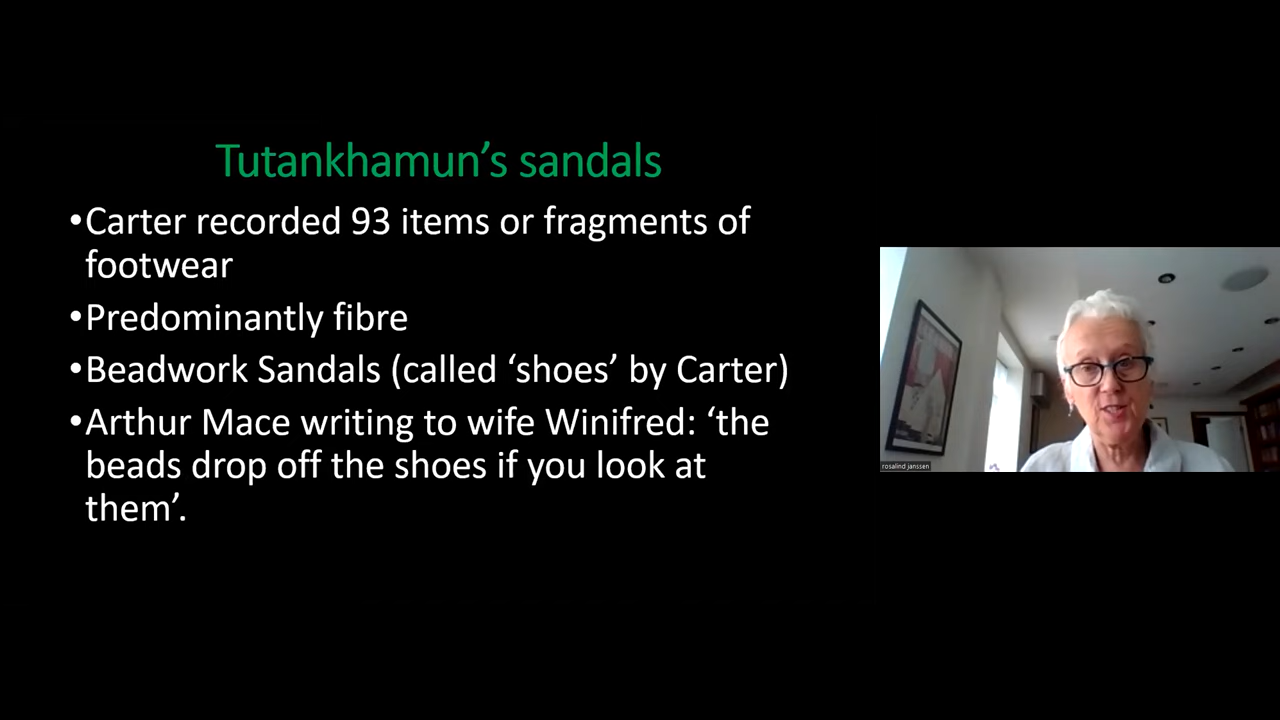 Tutankhamun’s sandals
•Carter recorded 93 items or fragments of
footwear
•Predominantly fibre
•Beadwork Sandals (called ‘shoes’ by Carter)
•Arthur Mace writing to wife Winifred: ‘the
beads drop off the shoes if you look at
them’.
rosalind janssen